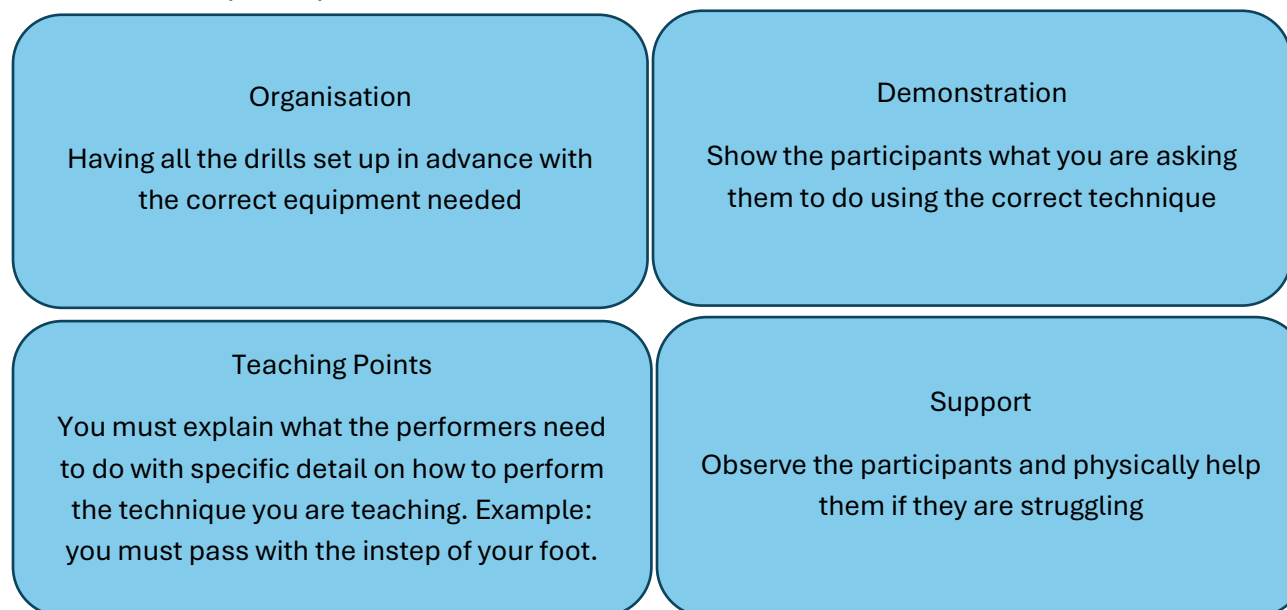 Organisation
Having all the drills set up in advance with
the correct equipment needed
Demonstration
Show the participants what you are asking
them to do using the correct technique
Teaching Points
You must explain what the performers need
to do with specific detail on how to perform
the technique you are teaching. Example:
you must pass with the instep of your foot.
Support
Observe the participants and physically help
them if they are struggling